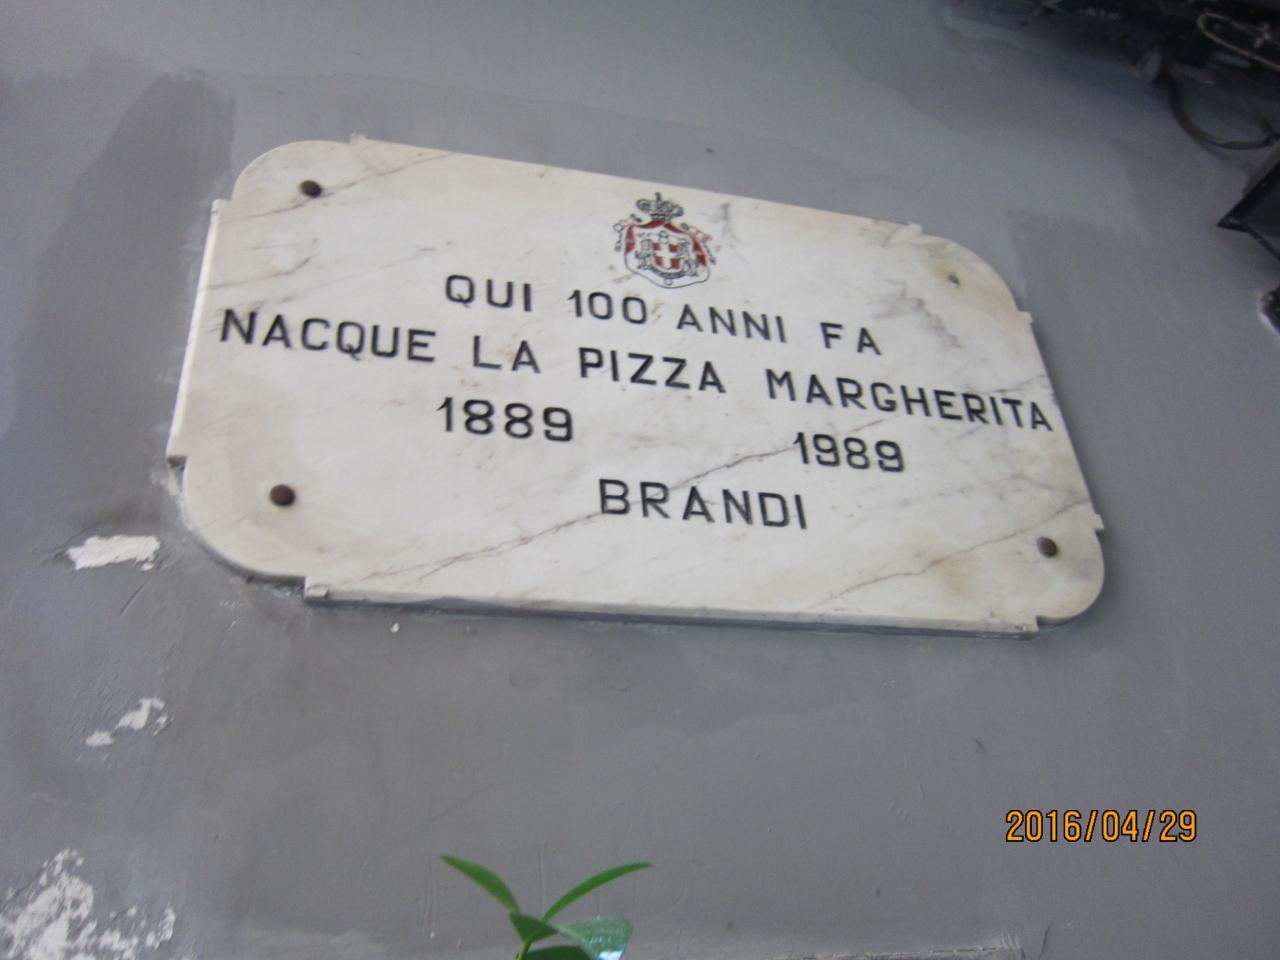 QUI 100 ANNI FA
NACQUE LA PIZZA MARGHERITA
1889 1989
BRANDI
2016/04/29